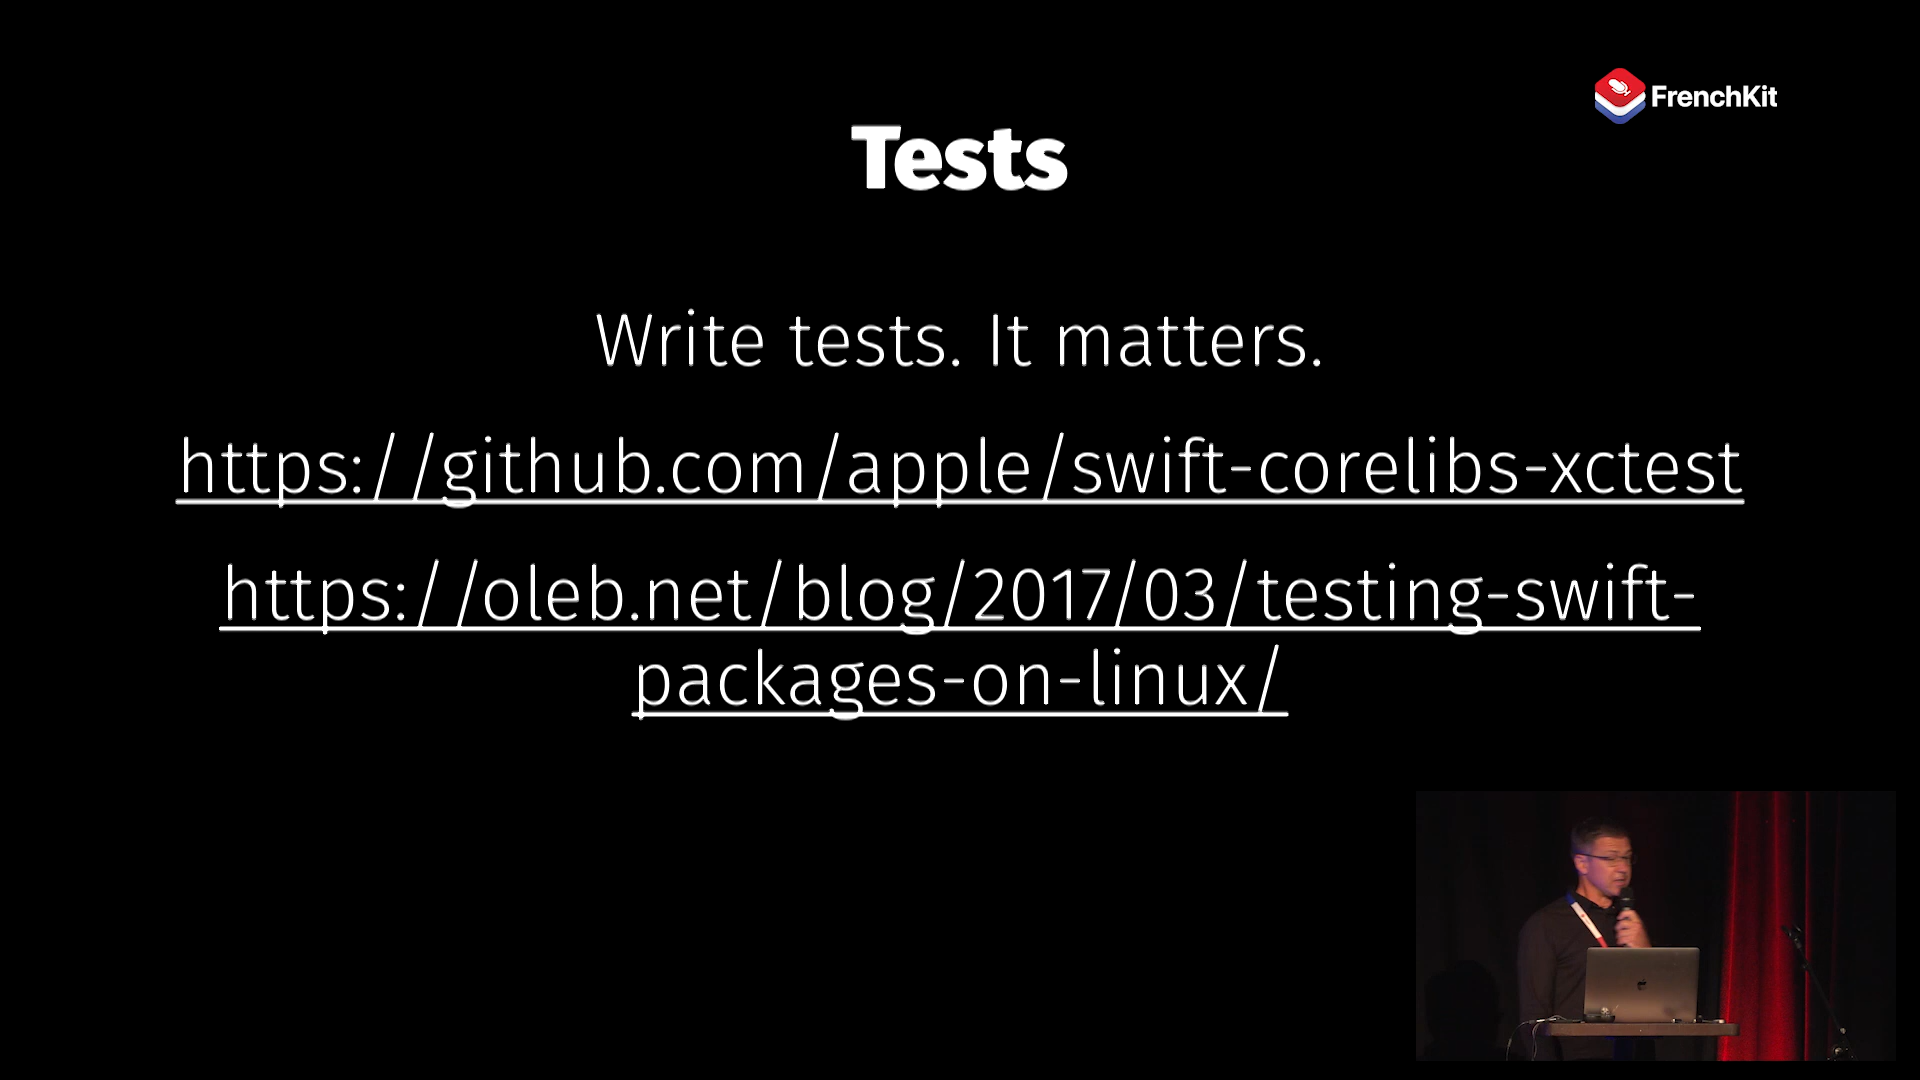 FrenchKit
Tests
Write tests. It matters.
https://github.com/apple/swift-corelibs-xctest
https://oleb.net/blog/2017/03/testing-swift-
packages-on-linux/